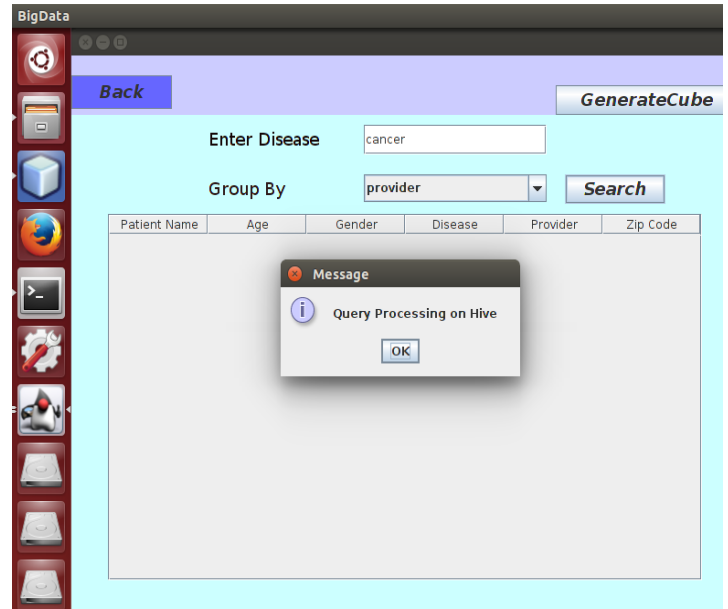 BigData
Back
GenerateCube
Enter Disease cancer
Group By provider Search
Patient Name Age Gender Disease Provider Zip Code
Message
i Query Processing on Hive
OK
>_